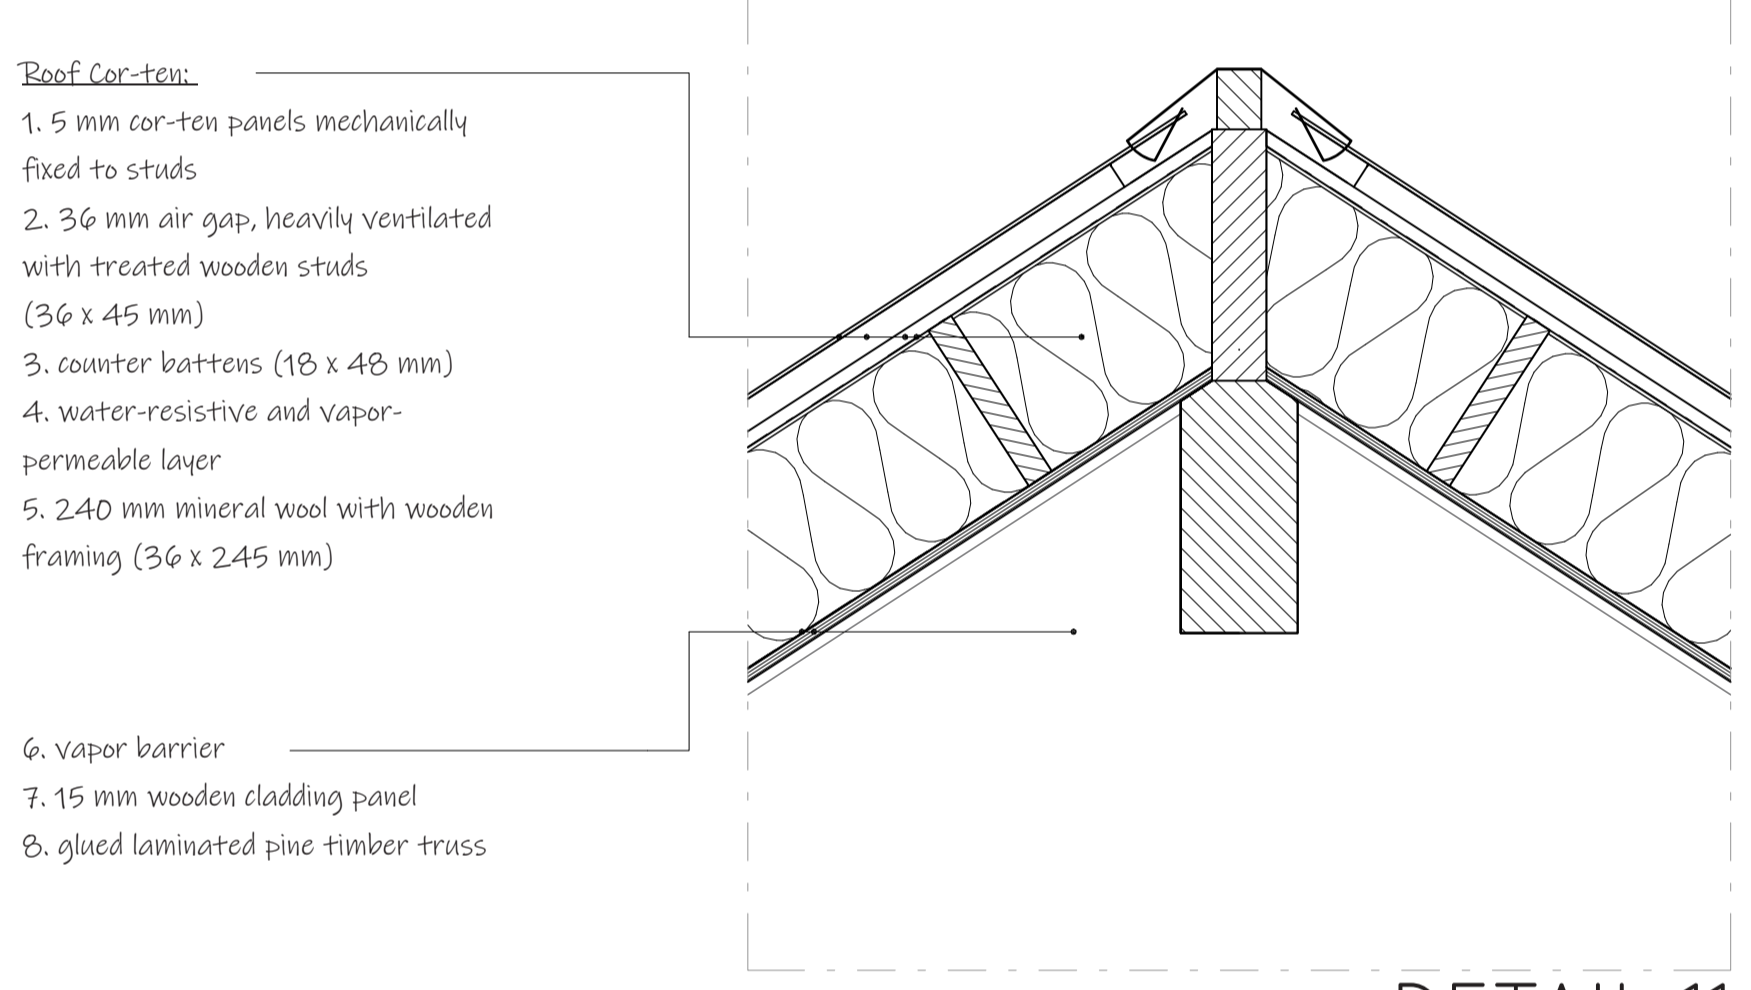 Roof Cor-ten:
1. 5 mm cor-ten panels mechanically
fixed to studs
2. 36 mm air gap, heavily ventilated
with treated wooden studs
(36 x 45 mm)
3. counter battens (18 x 48 mm)
4. water-resistive and vapor-
permeable layer
5. 240 mm mineral wool with wooden
framing (36 x 245 mm)
6. vapor barrier
7. 15 mm wooden cladding panel
8. glued laminated pine timber truss
DETAIL 11